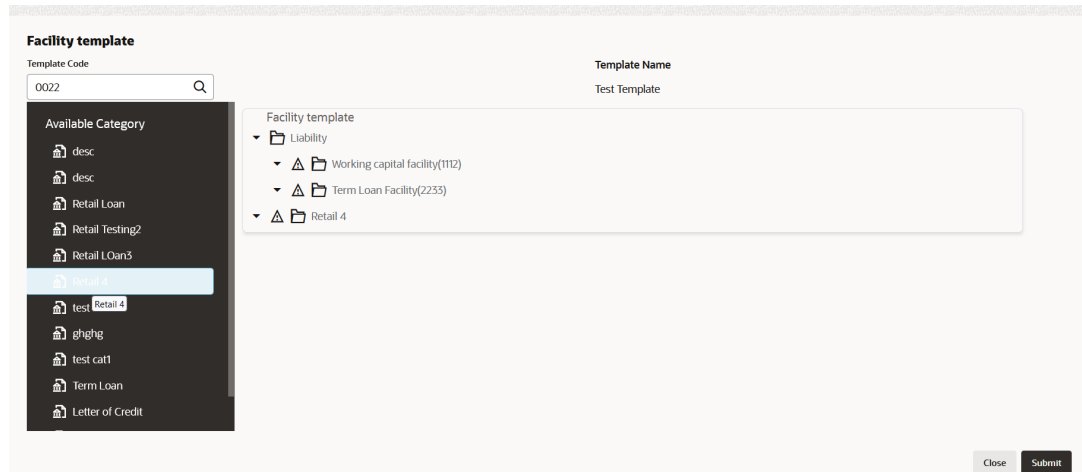 Facility template
Template Code
Template Name
0022
Test Template
Available Category
desc
desc
Retail Loan
Retail Testing2
Retail LOan3
Retail 4
test
Retail 4
ghghg
test cat1
Term Loan
Letter of Credit
Facility template
Liability
Working capital facility(1112)
Term Loan Facility(2233)
Retail 4
Close
Submit